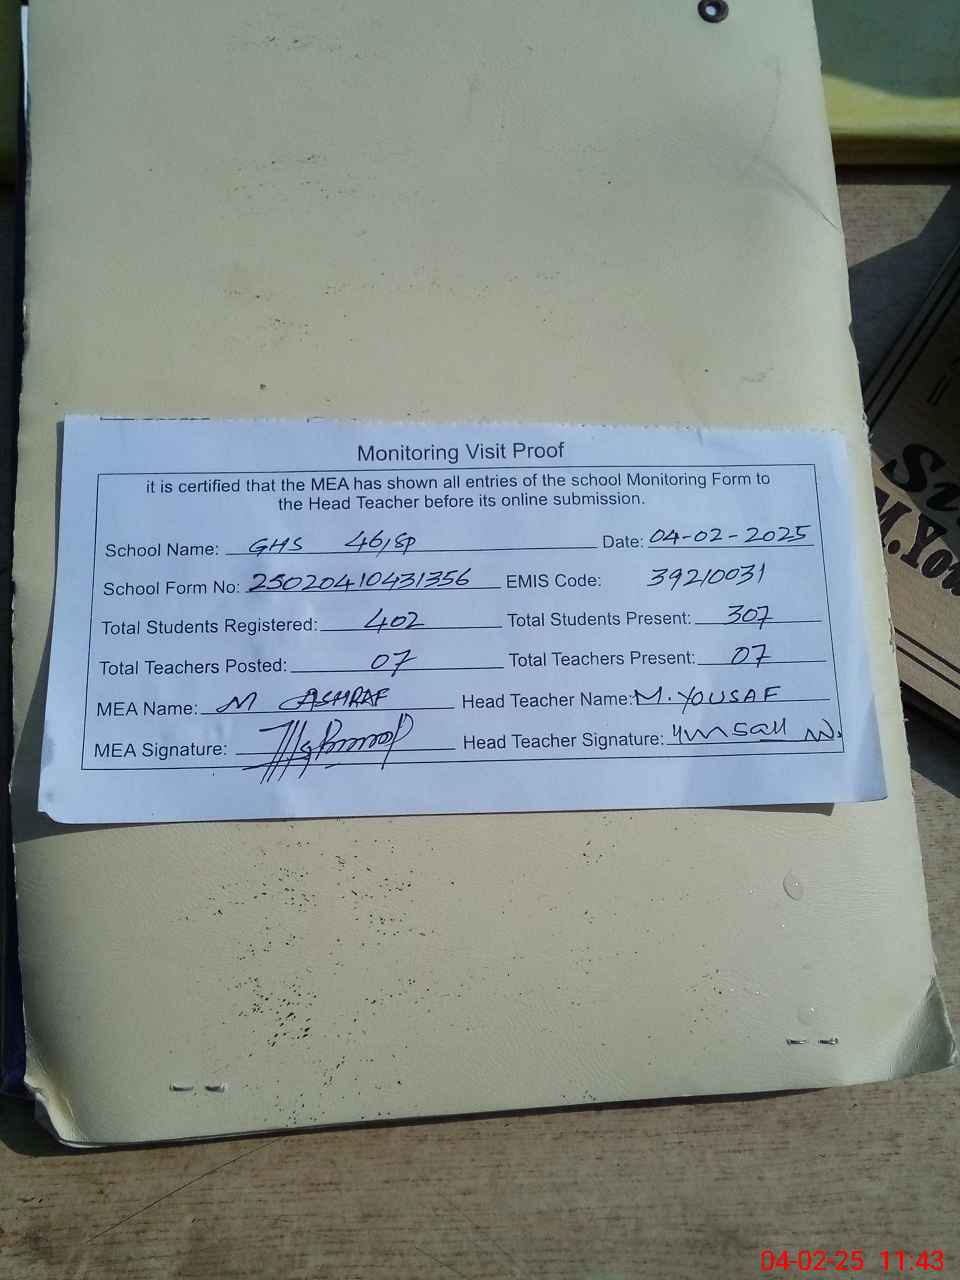 Monitoring Visit Proof
it is certified that the MEA has shown all entries of the school Monitoring Form to
the Head Teacher before its online submission.
School Name: GHS 46/SP Date: 04-02-2025
School Form No: 25020410431356 EMIS Code: 39210031
Total Students Registered: 402 Total Students Present: 307
Total Teachers Posted: 07 Total Teachers Present: 07
MEA Name: M ASHRAF Head Teacher Name: M. YOUSAF
MEA Signature: Head Teacher Signature:
M.You
04-02-25 11:43